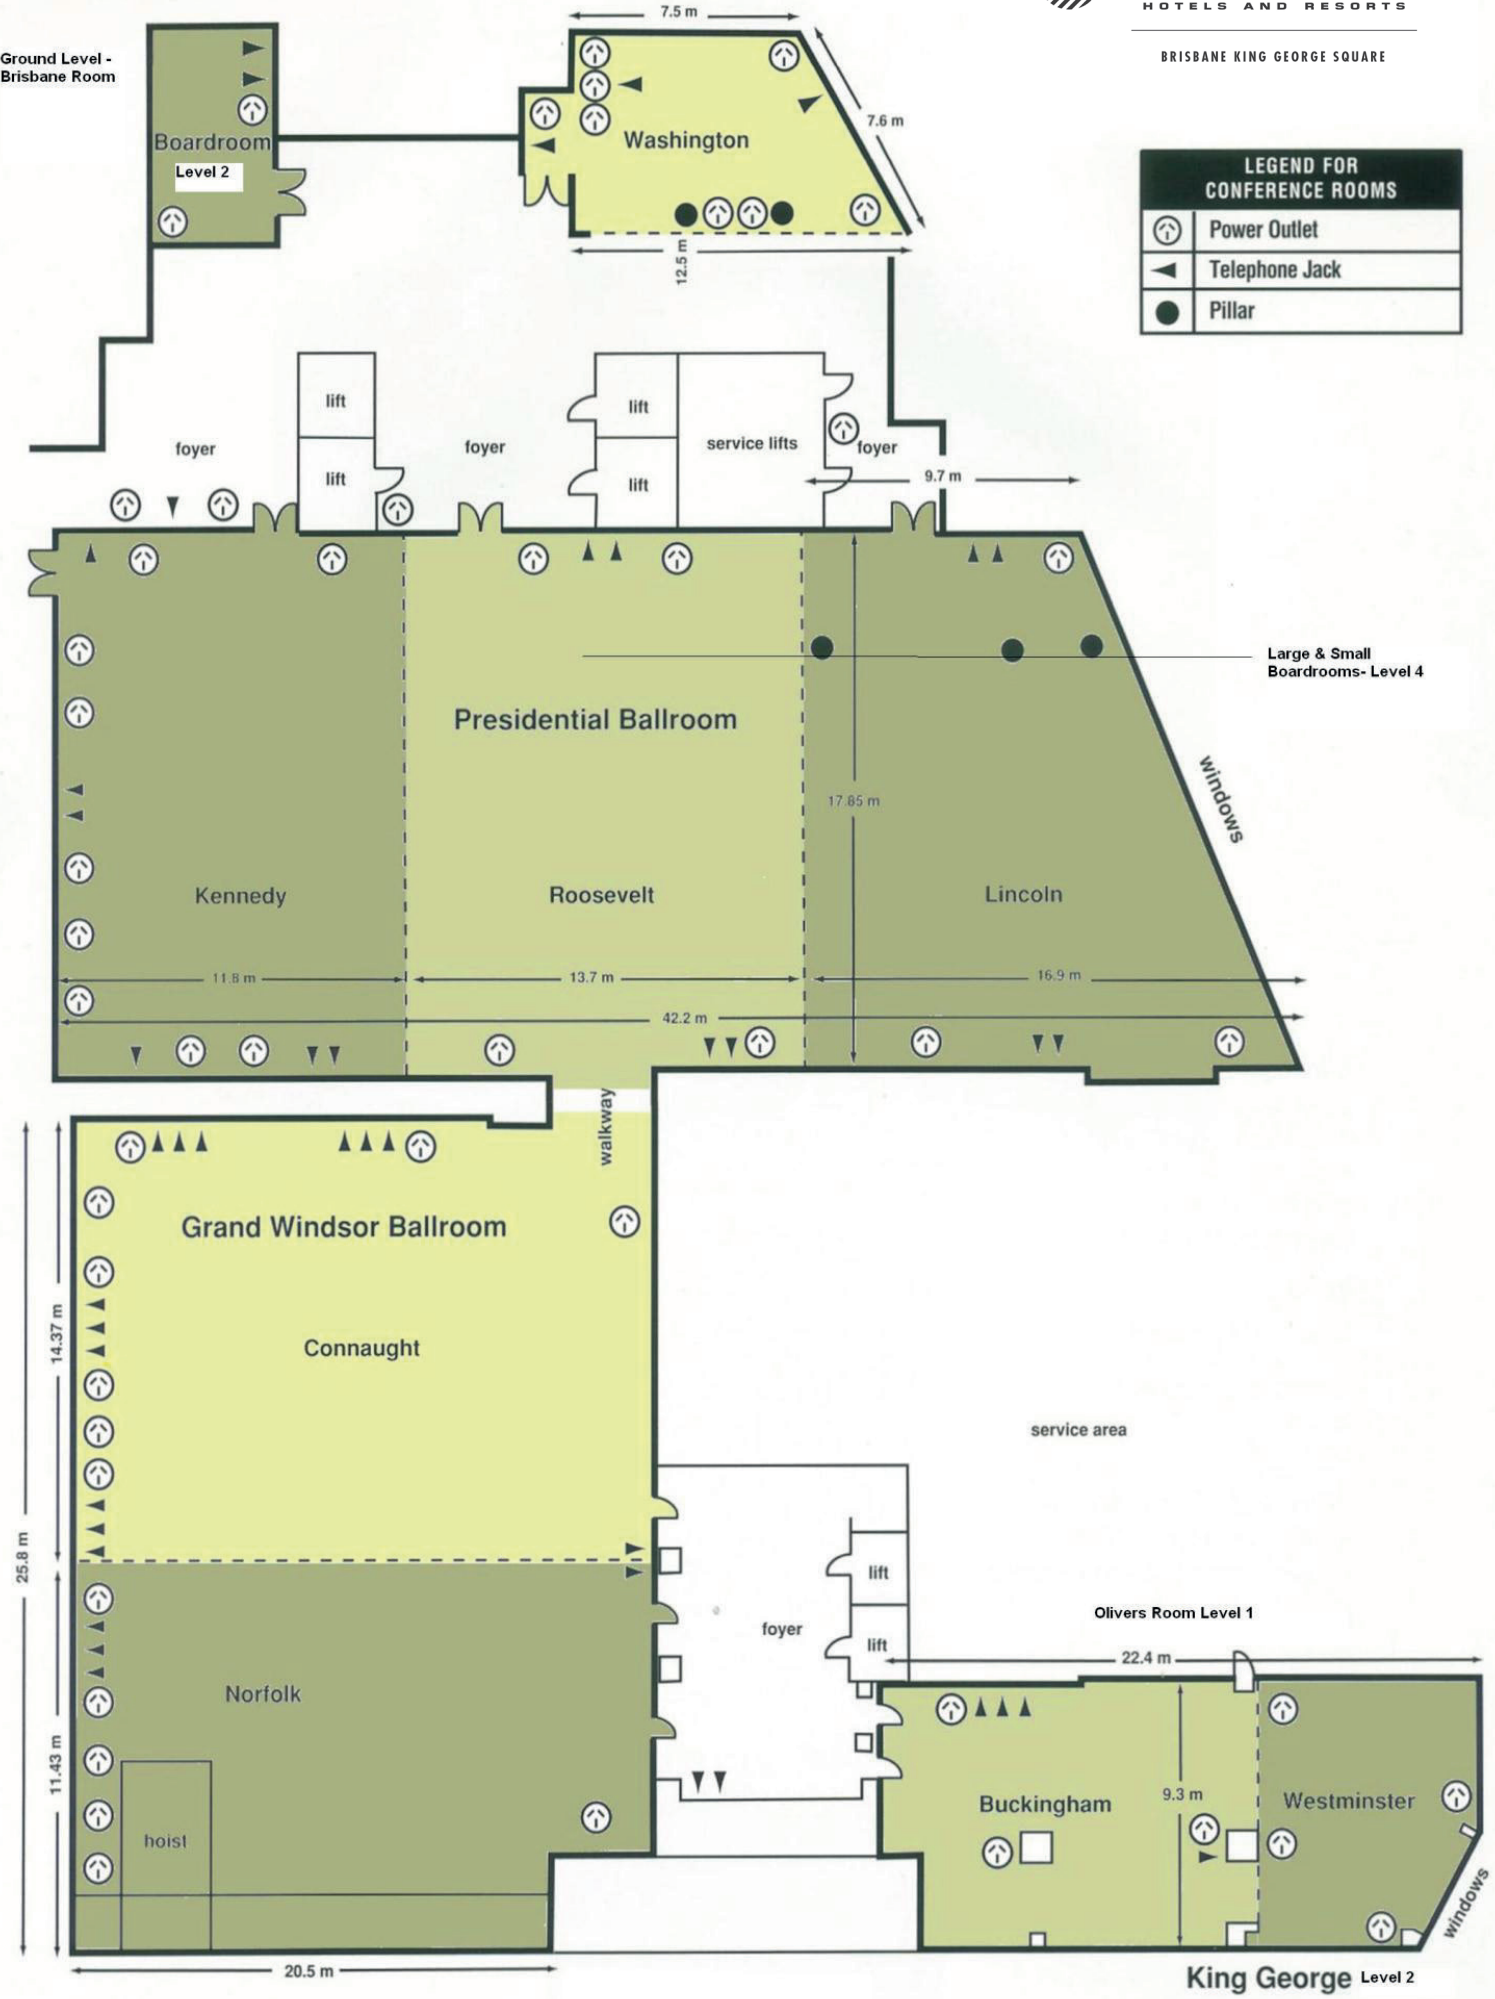 HOTELS AND RESORTS
BRISBANE KING GEORGE SQUARE
Ground Level -
Brisbane Room
7.5 m
7.6 m
Boardroom
Level 2
Washington
12.5 m
LEGEND FOR
CONFERENCE ROOMS
Power Outlet
Telephone Jack
Pillar
lift
lift
foyer
foyer
lift
lift
service lifts
foyer
9.7 m
Large & Small
Boardrooms- Level 4
Presidential Ballroom
windows
17.85 m
Kennedy
Roosevelt
Lincoln
11.8 m
13.7 m
16.9 m
42.2 m
walkway
Grand Windsor Ballroom
14.37 m
Connaught
service area
25.8 m
lift
foyer
lift
Olivers Room Level 1
22.4 m
Norfolk
11.43 m
hoist
Buckingham
9.3 m
Westminster
windows
20.5 m
King George Level 2